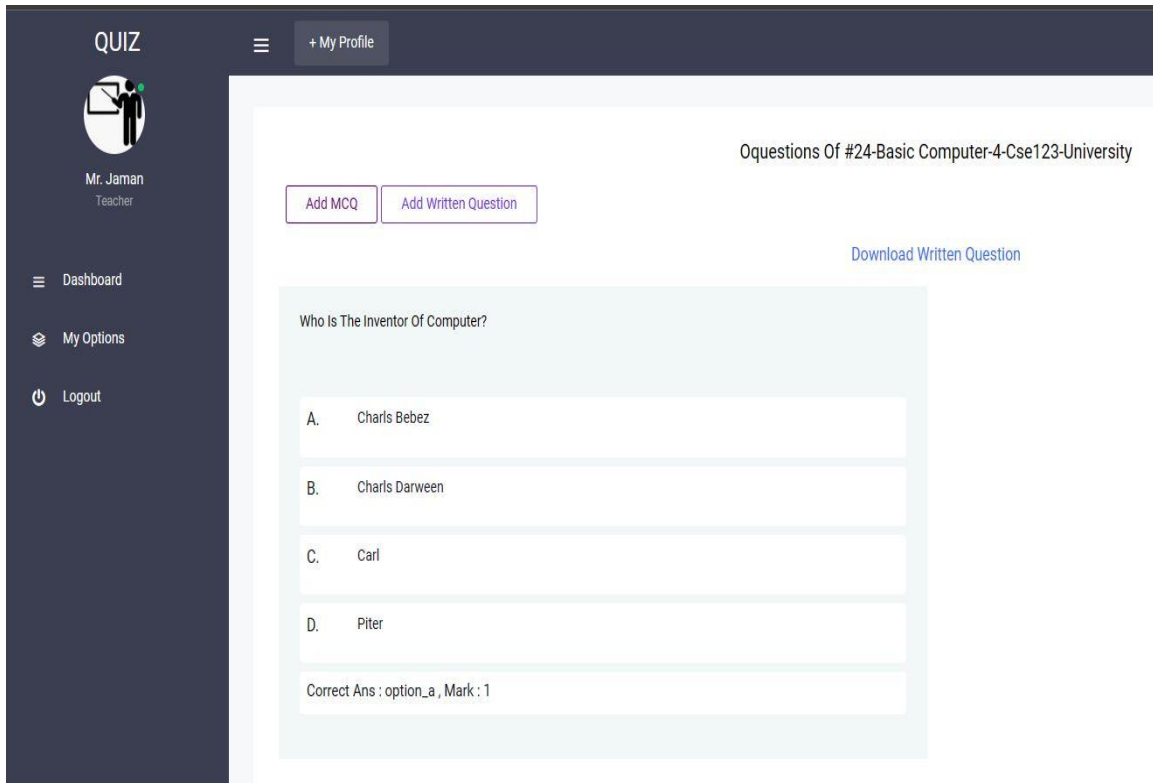 QUIZ
+ My Profile
Mr. Jaman
Teacher
Dashboard
My Options
Logout
Oquestions Of #24-Basic Computer-4-Cse123-University
Add MCQ
Add Written Question
Download Written Question
Who Is The Inventor Of Computer?
A. Charls Bebez
B. Charls Darween
C. Carl
D. Piter
Correct Ans : option_a , Mark : 1